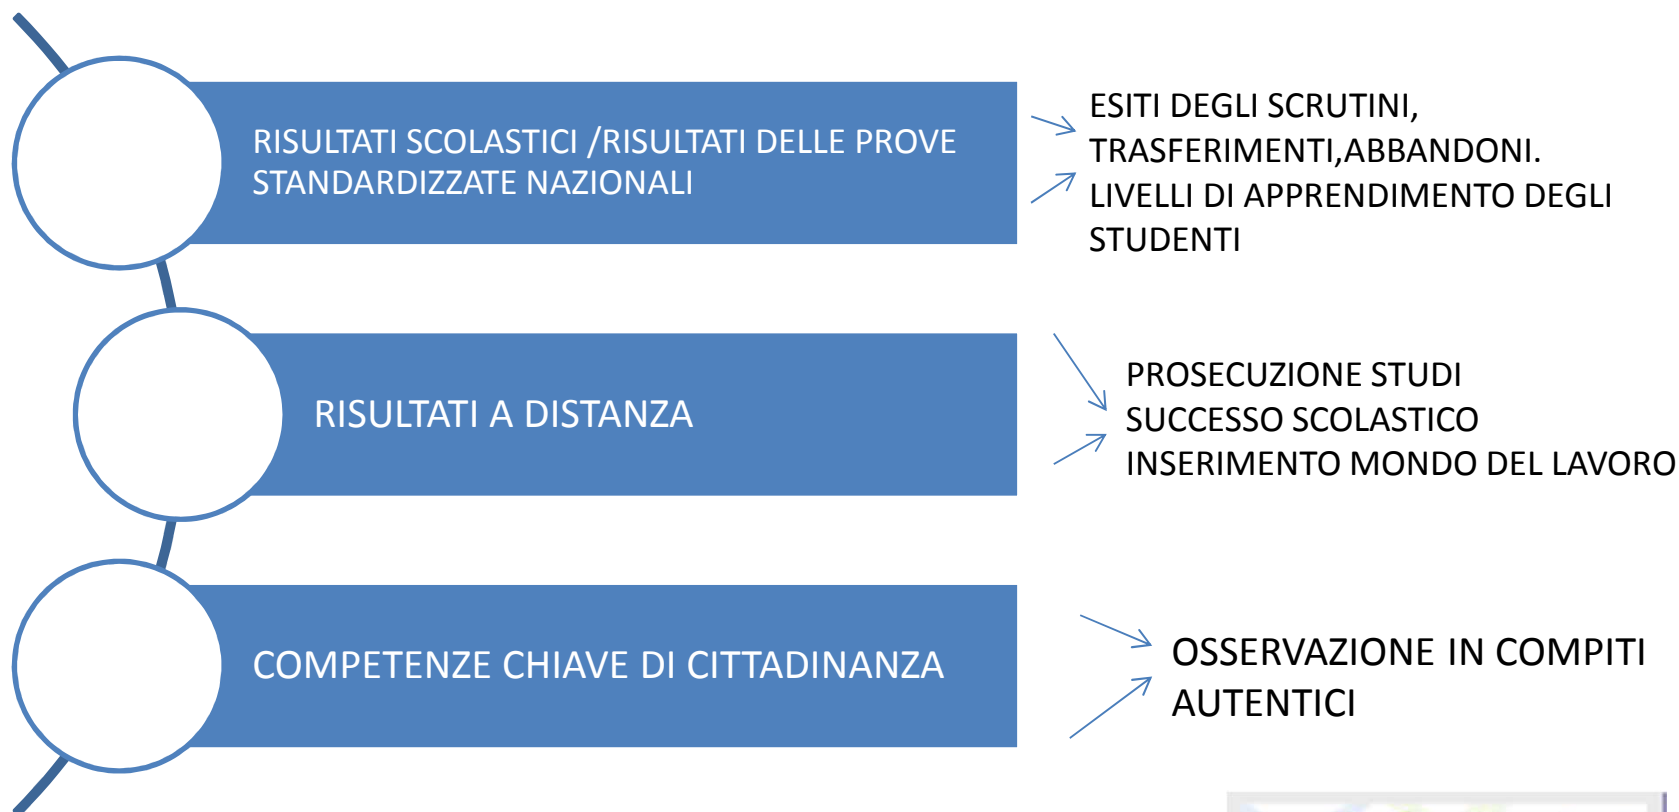 RISULTATI SCOLASTICI /RISULTATI DELLE PROVE
STANDARDIZZATE NAZIONALI
ESITI DEGLI SCRUTINI,
TRASFERIMENTI,ABBANDONI.
LIVELLI DI APPRENDIMENTO DEGLI
STUDENTI
RISULTATI A DISTANZA
PROSECUZIONE STUDI
SUCCESSO SCOLASTICO
INSERIMENTO MONDO DEL LAVORO
COMPETENZE CHIAVE DI CITTADINANZA
OSSERVAZIONE IN COMPITI
AUTENTICI